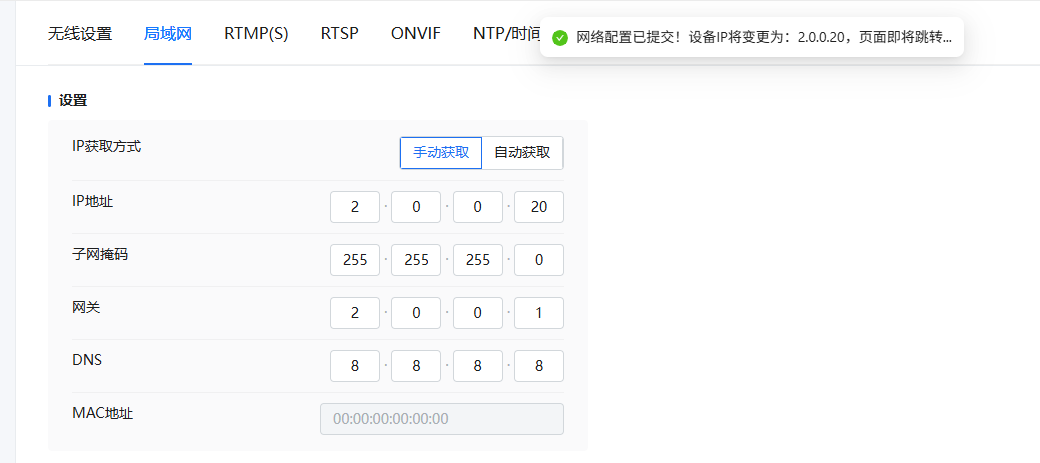 无线设置 局域网 RTMP(S) RTSP ONVIF NTP/时间
网络配置已提交！设备IP将变更为：2.0.0.20，页面即将跳转...
设置
IP获取方式 手动获取 自动获取
IP地址 2 · 0 · 0 · 20
子网掩码 255 · 255 · 255 · 0
网关 2 · 0 · 0 · 1
DNS 8 · 8 · 8 · 8
MAC地址 00:00:00:00:00:00